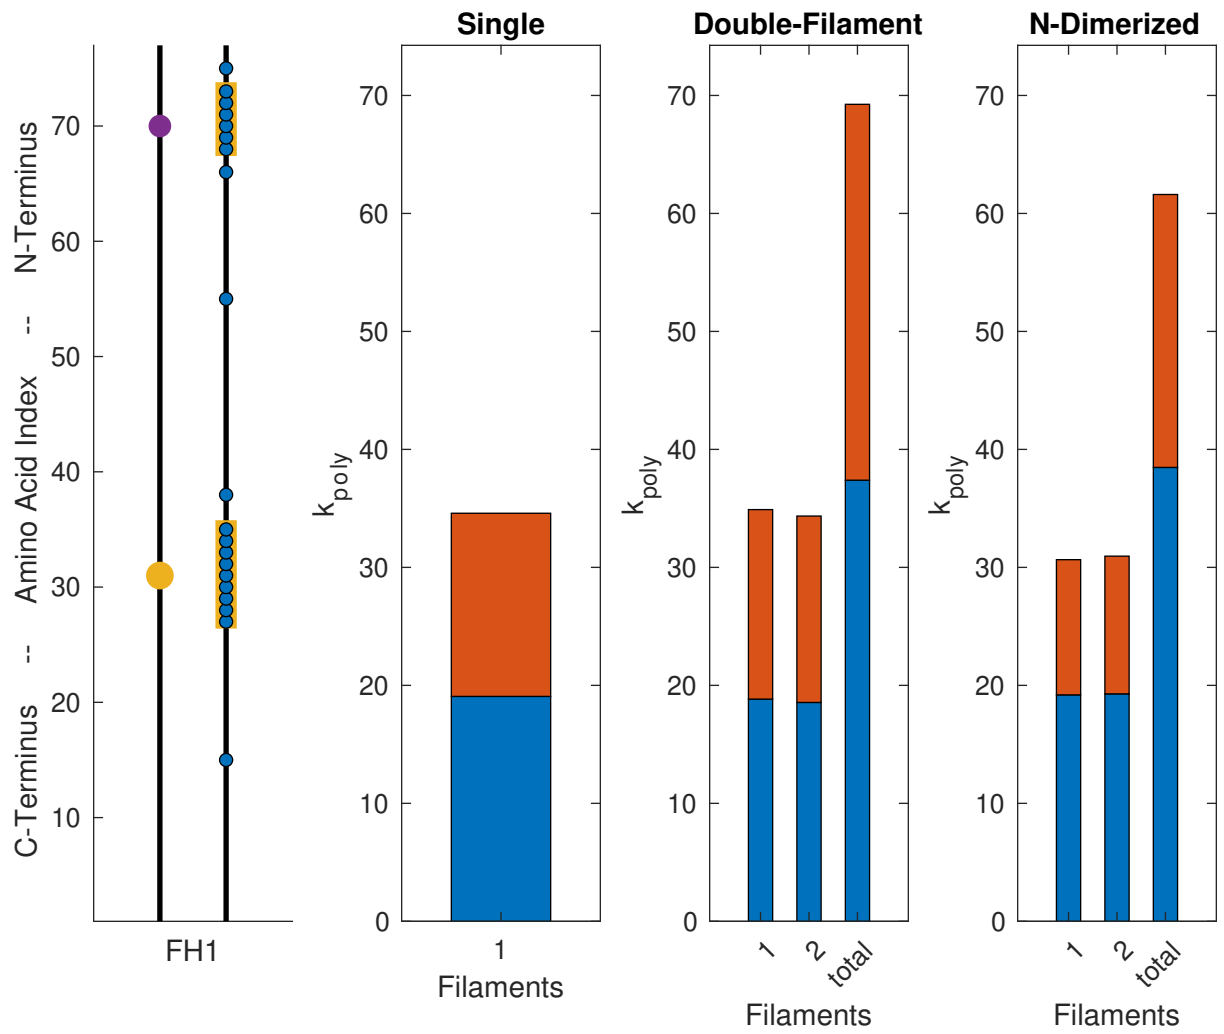 Single
Double-Filament
N-Dimerized
C-Terminus -- Amino Acid Index -- N-Terminus
70
60
50
40
30
20
10
FH1
k_poly
70
60
50
40
30
20
10
0
1
Filaments
k_poly
70
60
50
40
30
20
10
0
1
2
total
Filaments
k_poly
70
60
50
40
30
20
10
0
1
2
total
Filaments